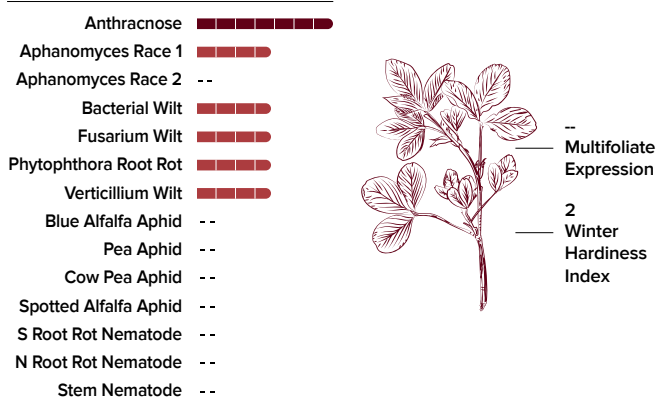 Anthracnose
Aphanomyces Race 1
Aphanomyces Race 2 --
Bacterial Wilt
Fusarium Wilt
Phytophthora Root Rot
Verticillium Wilt
Blue Alfalfa Aphid --
Pea Aphid --
Cow Pea Aphid --
Spotted Alfalfa Aphid --
S Root Rot Nematode --
N Root Rot Nematode --
Stem Nematode --
--
Multifoliate
Expression
2
Winter
Hardiness
Index